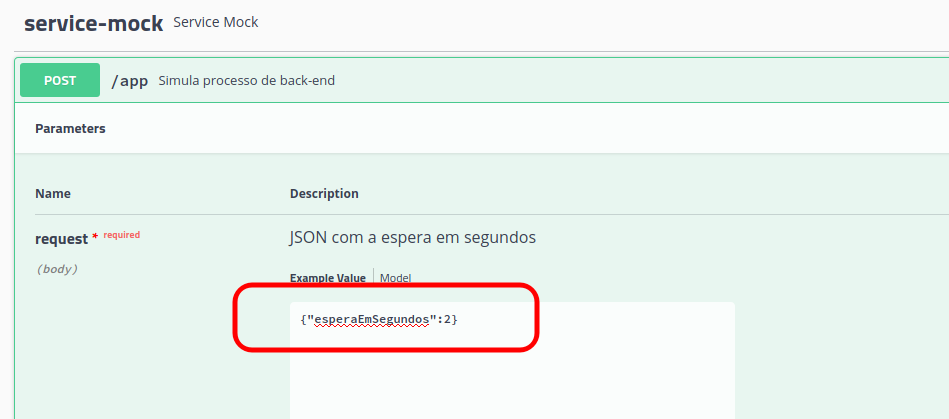 service-mock Service Mock
POST /app Simula processo de back-end
Parameters
Name Description
request * required JSON com a espera em segundos
(body)
Example Value Model
{"esperaEmSegundos":2}